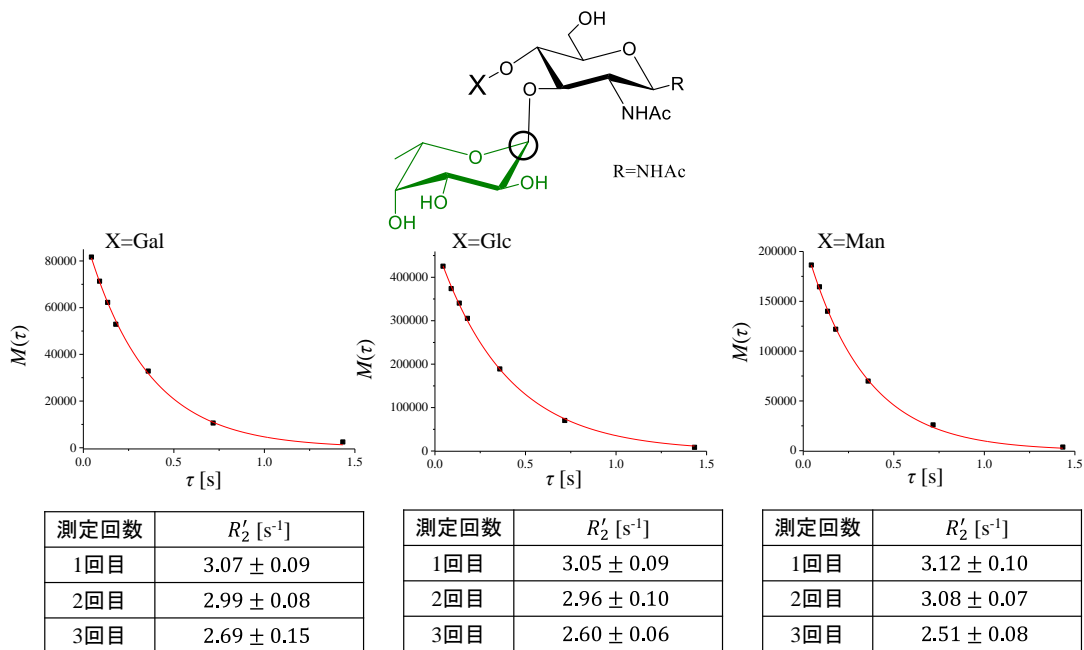 OH
O
O
X
O
R
NHAc
O
OH
HO
OH
R=NHAc
X=Gal
80000
60000
40000
20000
0
M(τ)
0.0 0.5 1.0 1.5
τ [s]
X=Glc
400000
300000
200000
100000
0
M(τ)
0.0 0.5 1.0 1.5
τ [s]
X=Man
200000
150000
100000
50000
0
M(τ)
0.0 0.5 1.0 1.5
τ [s]
測定回数 R₂′ [s⁻¹]
1回目 3.07 ± 0.09
2回目 2.99 ± 0.08
3回目 2.69 ± 0.15
測定回数 R₂′ [s⁻¹]
1回目 3.05 ± 0.09
2回目 2.96 ± 0.10
3回目 2.60 ± 0.06
測定回数 R₂′ [s⁻¹]
1回目 3.12 ± 0.10
2回目 3.08 ± 0.07
3回目 2.51 ± 0.08